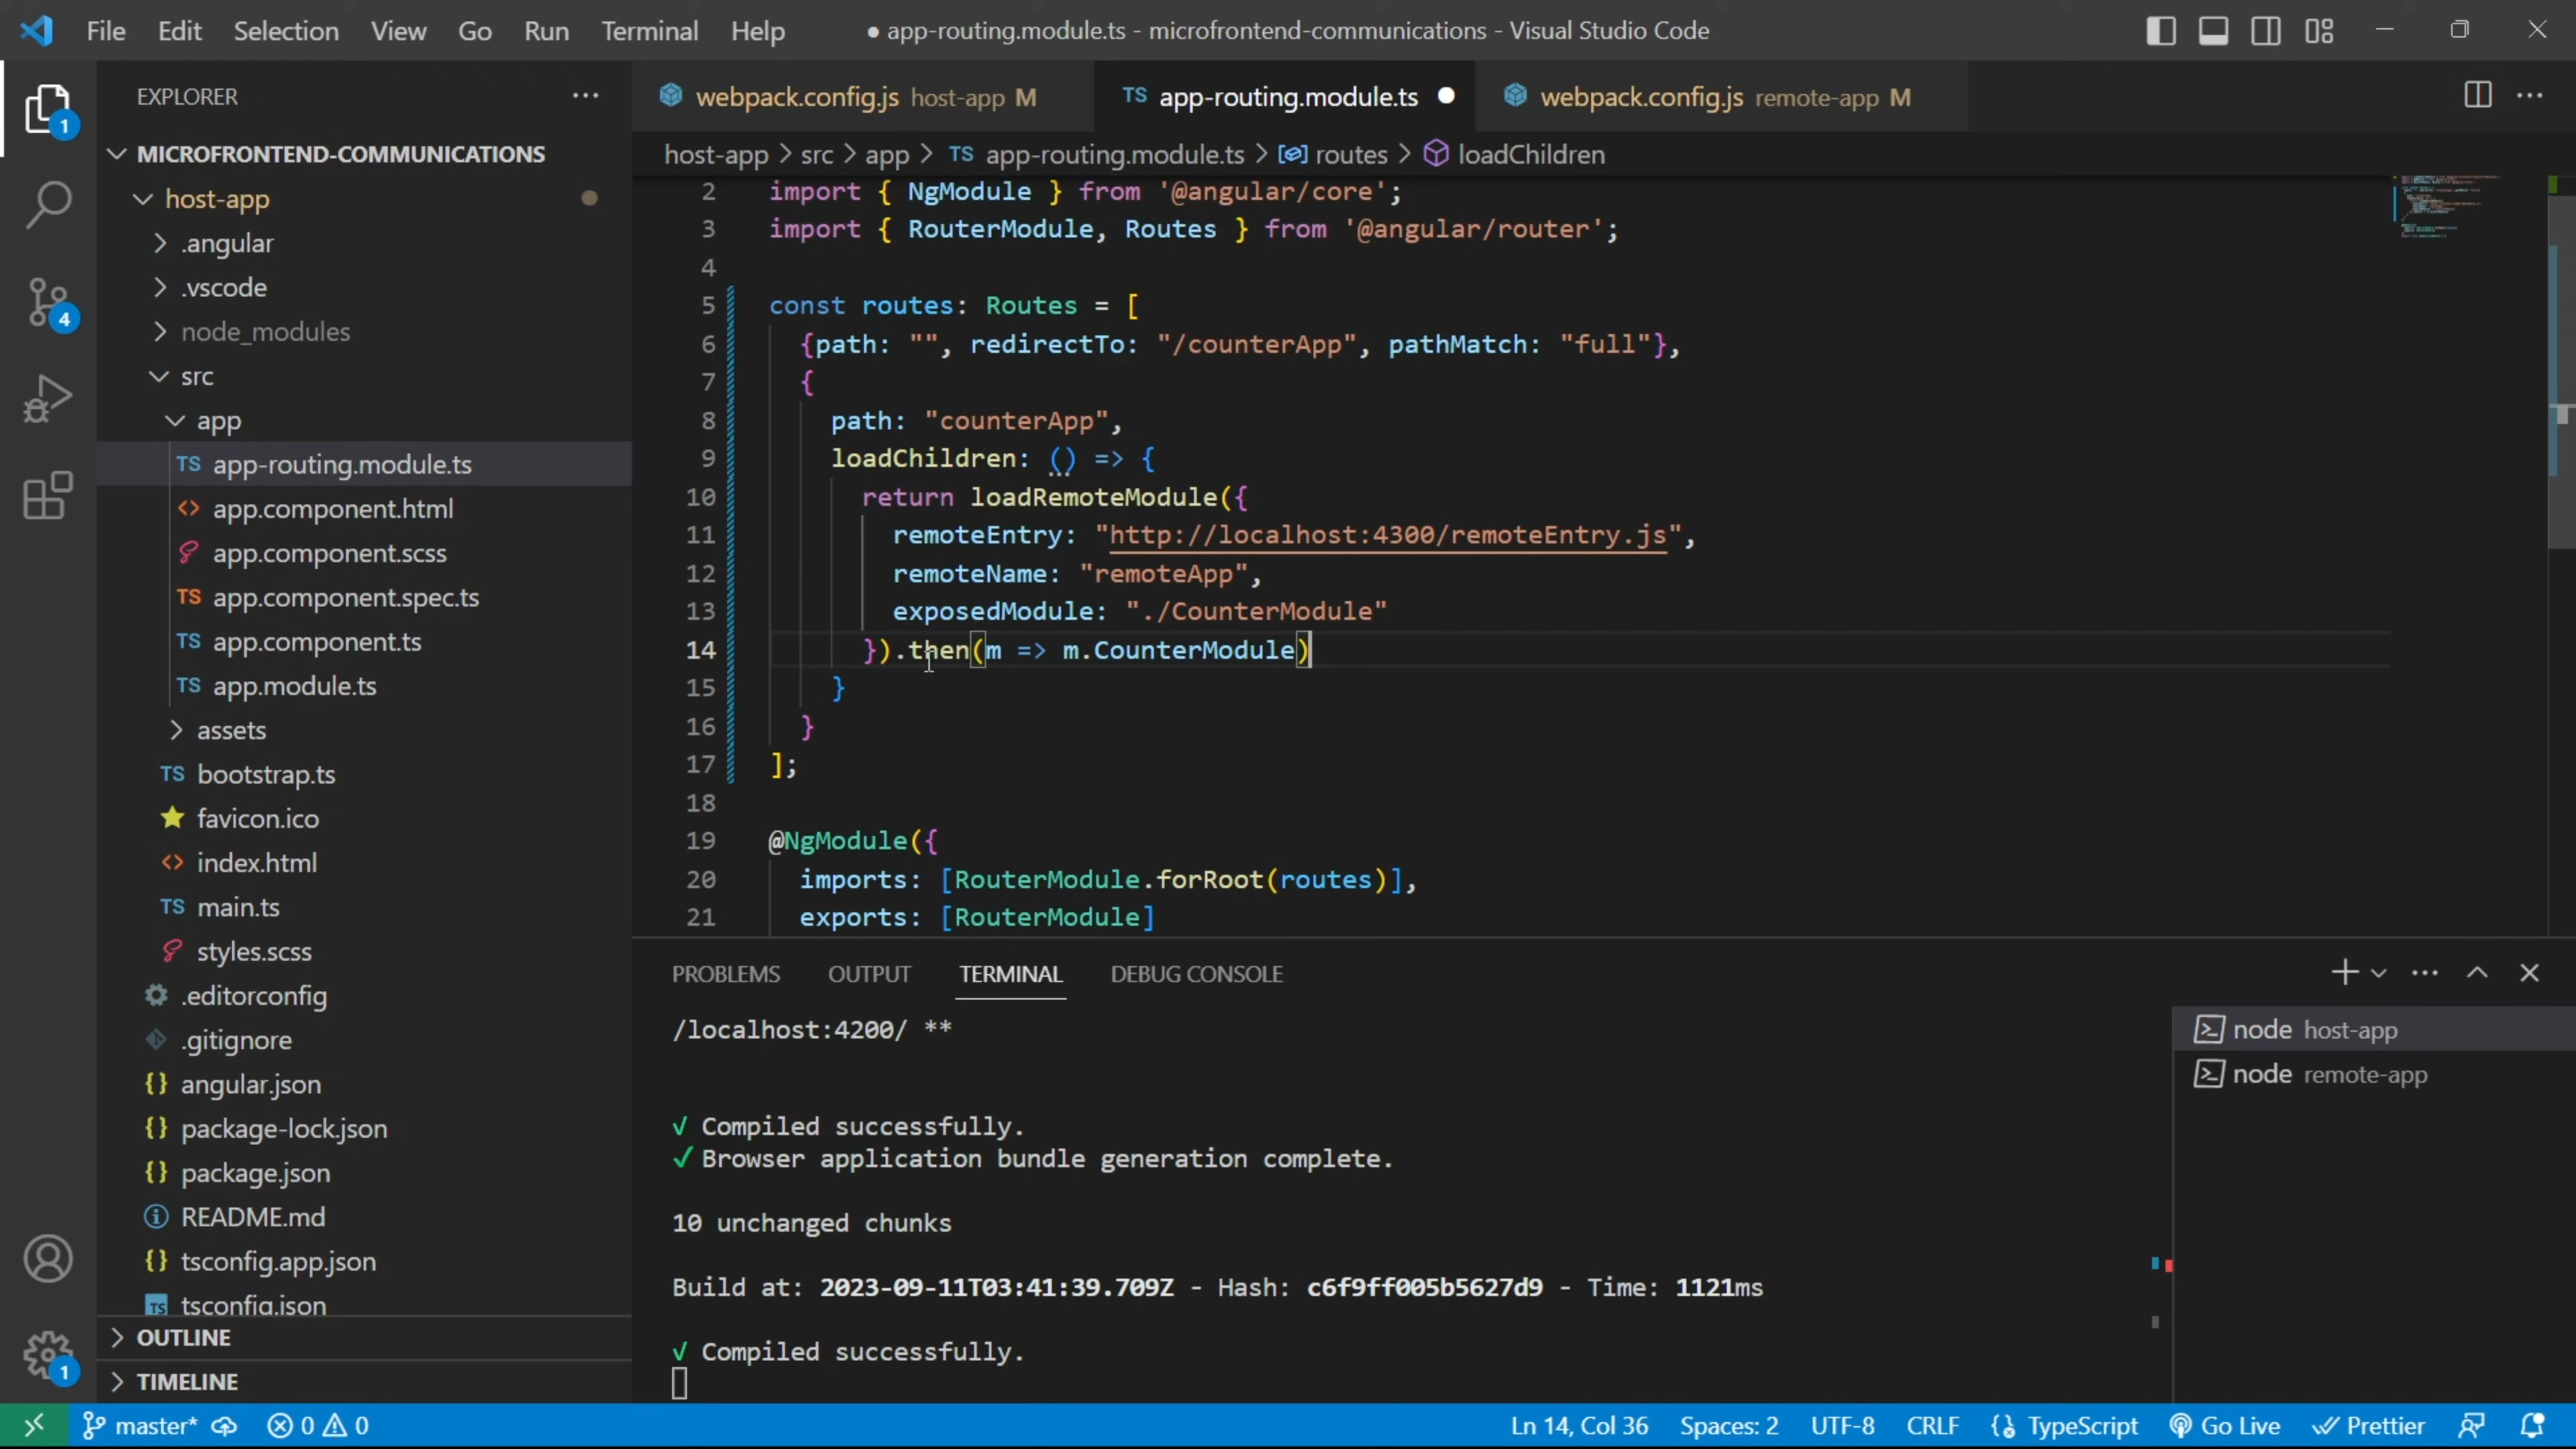 File Edit Selection View Go Run Terminal Help ● app-routing.module.ts - microfrontend-communications - Visual Studio Code
EXPLORER ···
1
MICROFRONTEND-COMMUNICATIONS
host-app
.angular
.vscode
4
node_modules
src
app
app-routing.module.ts
app.component.html
app.component.scss
app.component.spec.ts
app.component.ts
app.module.ts
assets
bootstrap.ts
favicon.ico
index.html
main.ts
styles.scss
.editorconfig
.gitignore
angular.json
package-lock.json
package.json
README.md
tsconfig.app.json
tsconfig.json
OUTLINE
1
TIMELINE
webpack.config.js host-app M
TS app-routing.module.ts
webpack.config.js remote-app M
host-app > src > app > TS app-routing.module.ts > routes > loadChildren
2 import { NgModule } from '@angular/core';
3 import { RouterModule, Routes } from '@angular/router';
4
5 const routes: Routes = [
6 {path: "", redirectTo: "/counterApp", pathMatch: "full"},
7 {
8 path: "counterApp",
9 loadChildren: () => {
10 return loadRemoteModule({
11 remoteEntry: "http://localhost:4300/remoteEntry.js",
12 remoteName: "remoteApp",
13 exposedModule: "./CounterModule"
14 }).then(m => m.CounterModule)
15 }
16 }
17 ];
18
19 @NgModule({
20 imports: [RouterModule.forRoot(routes)],
21 exports: [RouterModule]
PROBLEMS OUTPUT TERMINAL DEBUG CONSOLE
/localhost:4200/ **
√ Compiled successfully.
✓ Browser application bundle generation complete.
10 unchanged chunks
Build at: 2023-09-11T03:41:39.709Z - Hash: c6f9ff005b5627d9 - Time: 1121ms
√ Compiled successfully.
node host-app
node remote-app
master* 0 0 Ln 14, Col 36 Spaces: 2 UTF-8 CRLF TypeScript Go Live Prettier